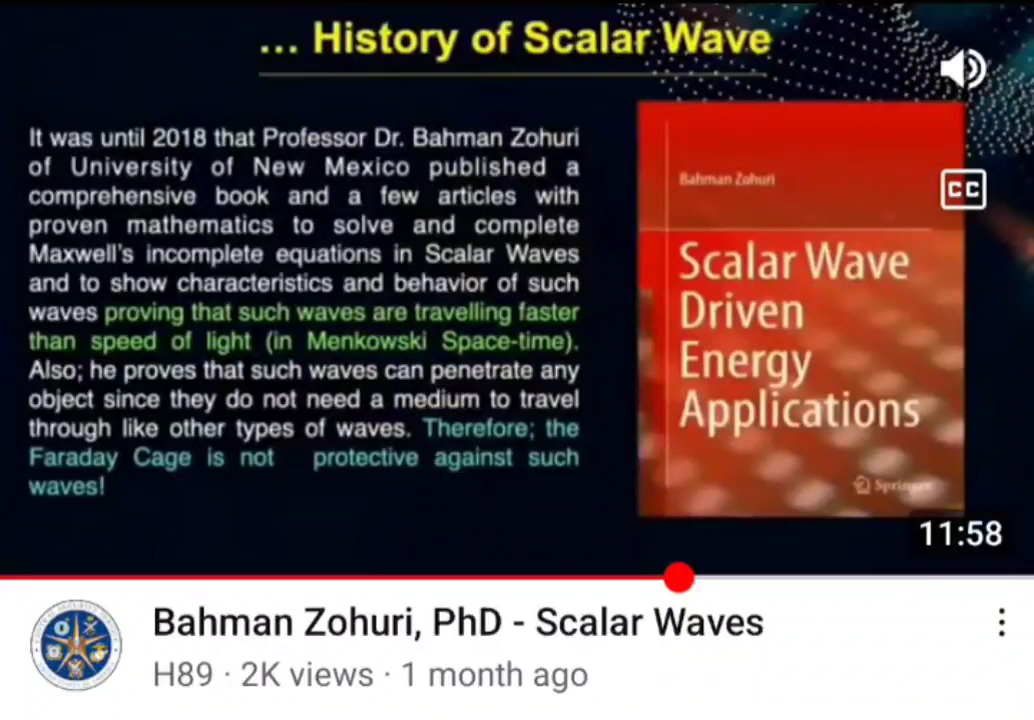 ... History of Scalar Wave
It was until 2018 that Professor Dr. Bahman Zohuri
of University of New Mexico published a
comprehensive book and a few articles with
proven mathematics to solve and complete
Maxwell's incomplete equations in Scalar Waves
and to show characteristics and behavior of such
waves proving that such waves are travelling faster
than speed of light (in Menkowski Space-time).
Also; he proves that such waves can penetrate any
object since they do not need a medium to travel
through like other types of waves. Therefore; the
Faraday Cage is not protective against such
waves!
Bahman Zohuri
Scalar Wave
Driven
Energy
Applications
Springer
CC
11:58
Bahman Zohuri, PhD - Scalar Waves
H89 · 2K views · 1 month ago